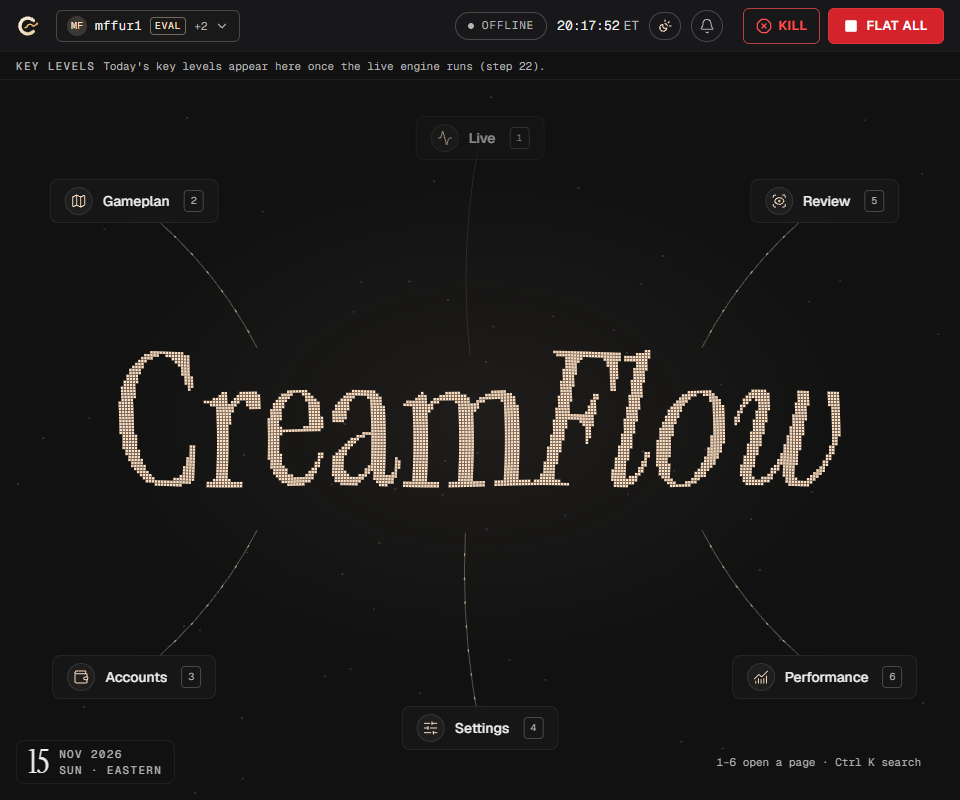 MF mffur1 EVAL +2 OFFLINE 20:17:52 ET KILL FLAT ALL
KEY LEVELS Today's key levels appear here once the live engine runs (step 22).
Live 1
Gameplan 2
Review 5
CreamFlow
Accounts 3
Performance 6
Settings 4
15 NOV 2026
SUN · EASTERN
1-6 open a page · Ctrl K search